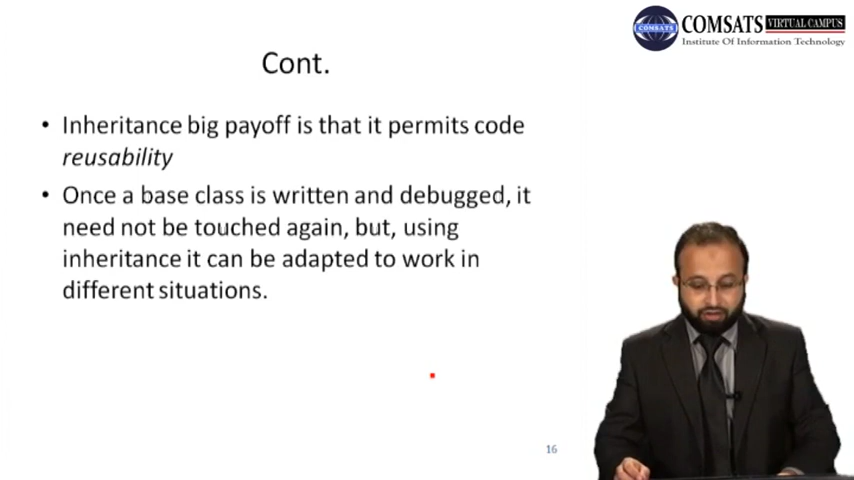 COMSATS VIRTUAL CAMPUS
COMSATS
Institute Of Information Technology
Cont.
• Inheritance big payoff is that it permits code
reusability
• Once a base class is written and debugged, it
need not be touched again, but, using
inheritance it can be adapted to work in
different situations.
16